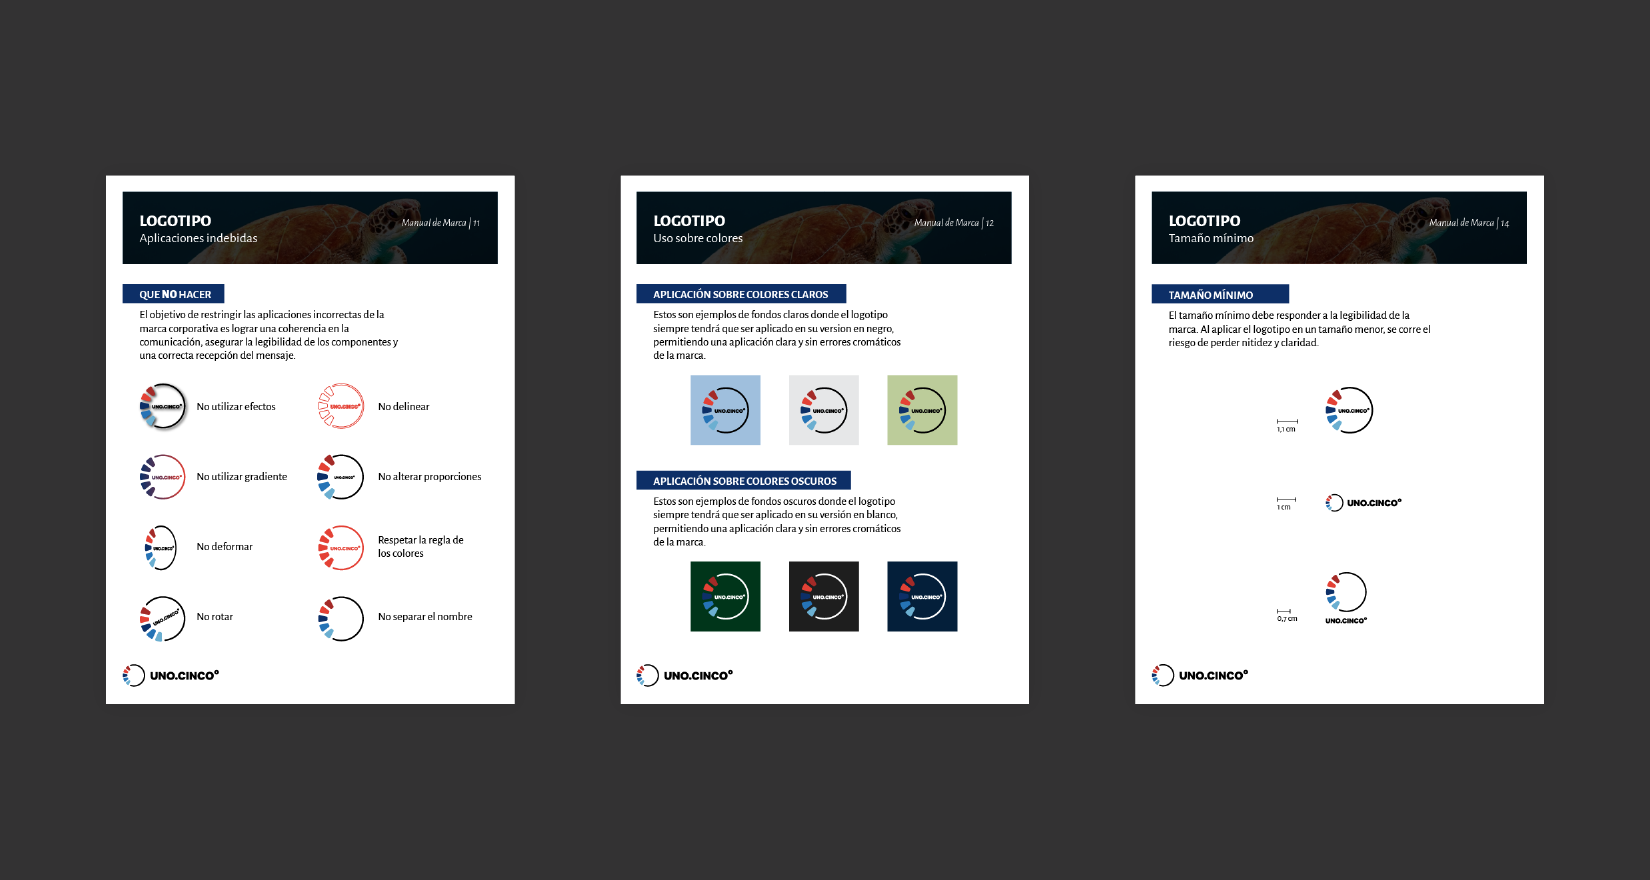 LOGOTIPO
Aplicaciones indebidas
Manual de Marca | 11
QUE NO HACER
El objetivo de restringir las aplicaciones incorrectas de la
marca corporativa es lograr una coherencia en la
comunicación, asegurar la legibilidad de los componentes y
una correcta recepción del mensaje.
UNO.CINCO°
No utilizar efectos
UNO.CINCO°
No delinear
UNO.CINCO°
No utilizar gradiente
UNO.CINCO°
No alterar proporciones
UNO.CINCO°
No deformar
UNO.CINCO°
Respetar la regla de
los colores
UNO.CINCO°
No rotar
No separar el nombre
UNO.CINCO°
LOGOTIPO
Uso sobre colores
Manual de Marca | 12
APLICACIÓN SOBRE COLORES CLAROS
Estos son ejemplos de fondos claros donde el logotipo
siempre tendrá que ser aplicado en su version en negro,
permitiendo una aplicación clara y sin errores cromáticos
de la marca.
UNO.CINCO°
UNO.CINCO°
UNO.CINCO°
APLICACIÓN SOBRE COLORES OSCUROS
Estos son ejemplos de fondos oscuros donde el logotipo
siempre tendrá que ser aplicado en su versión en blanco,
permitiendo una aplicación clara y sin errores cromáticos
de la marca.
UNO.CINCO°
UNO.CINCO°
UNO.CINCO°
UNO.CINCO°
LOGOTIPO
Tamaño mínimo
Manual de Marca | 14
TAMAÑO MÍNIMO
El tamaño mínimo debe responder a la legibilidad de la
marca. Al aplicar el logotipo en un tamaño menor, se corre el
riesgo de perder nitidez y claridad.
1,1 cm
UNO.CINCO°
1 cm
UNO.CINCO°
0,7 cm
UNO.CINCO°
UNO.CINCO°